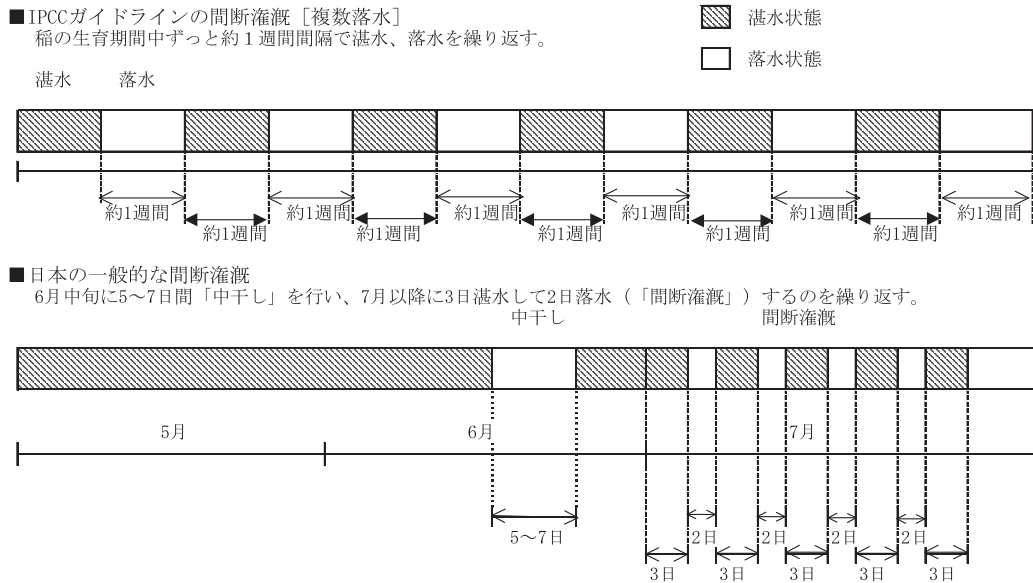 ■IPCCガイドラインの間断潅漑［複数落水］
稲の生育期間中ずっと約１週間間隔で湛水、落水を繰り返す。
湛水状態
落水状態
湛水　落水
約1週間 約1週間 約1週間 約1週間 約1週間 約1週間
約1週間 約1週間 約1週間 約1週間 約1週間
■日本の一般的な間断潅漑
6月中旬に5～7日間「中干し」を行い、7月以降に3日湛水して2日落水（「間断潅漑」）するのを繰り返す。
中干し　間断潅漑
5月 6月 7月
5～7日 2日 2日 2日 2日
3日 3日 3日 3日 3日